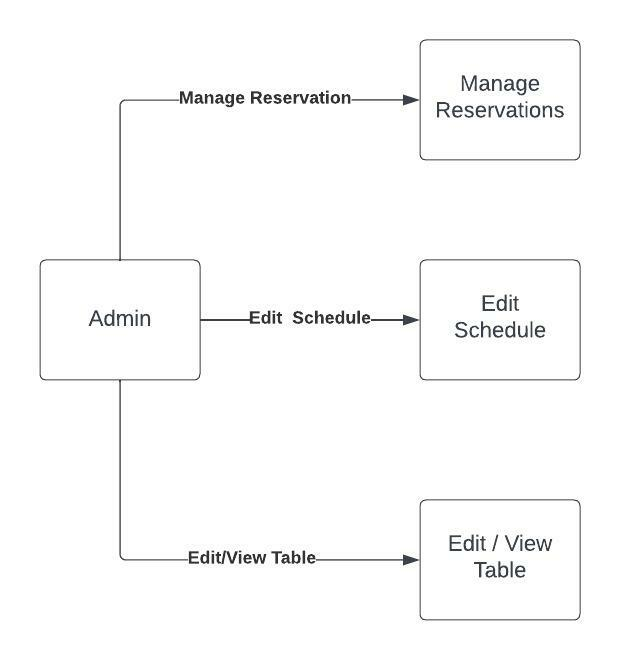 Manage Reservation
Manage
Reservations
Admin
Edit  Schedule
Edit
Schedule
Edit/View Table
Edit / View
Table